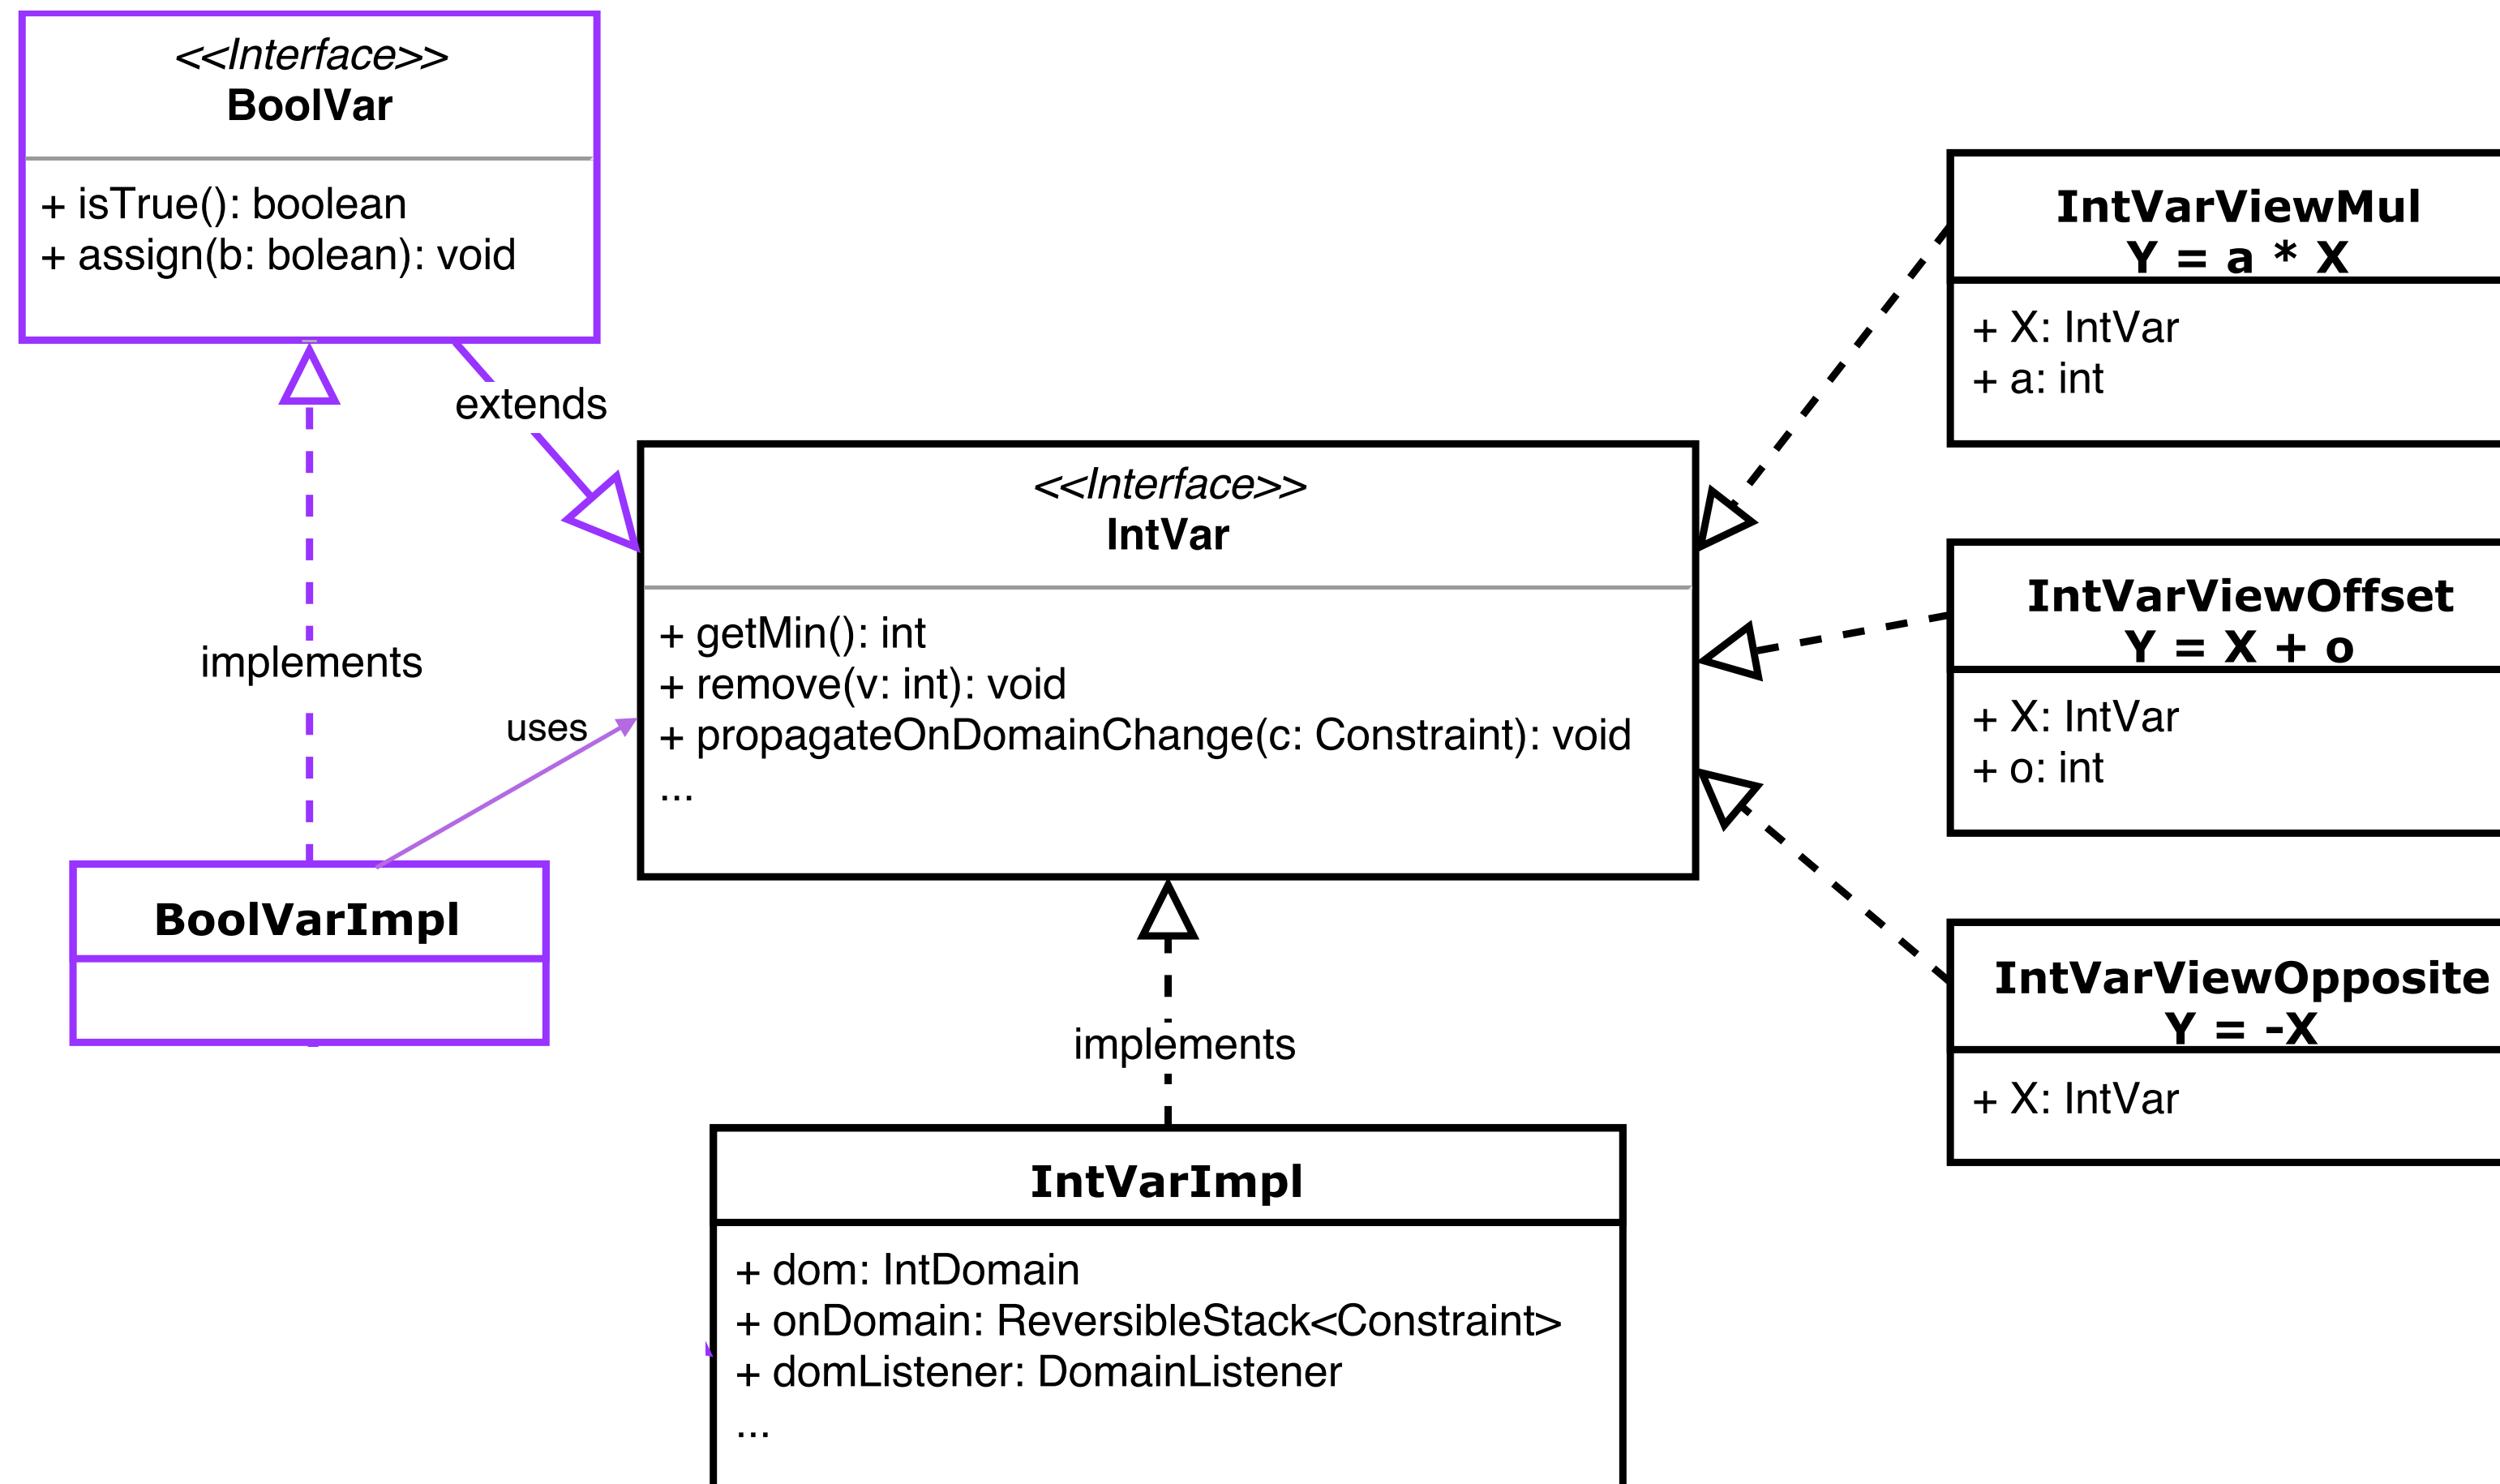 <<Interface>>
BoolVar
+ isTrue(): boolean
+ assign(b: bolean): void
extends
implements
uses
BoolVarImpl
<<Interface>>
IntVar
+ getMin(): int
+ remove(v: int): void
+ propagateOnDomainChange(c: Constraint): void
...
implements
IntVarImpl
+ dom: IntDomain
+ onDomain: ReversibleStack<Constraint>
+ domListener: DomainListener
...
IntVarViewMul
Y = a * X
+ X: IntVar
+ a: int
IntVarViewOffset
Y = X + o
+ X: IntVar
+ o: int
IntVarViewOpposite
Y = -X
+ X: IntVar